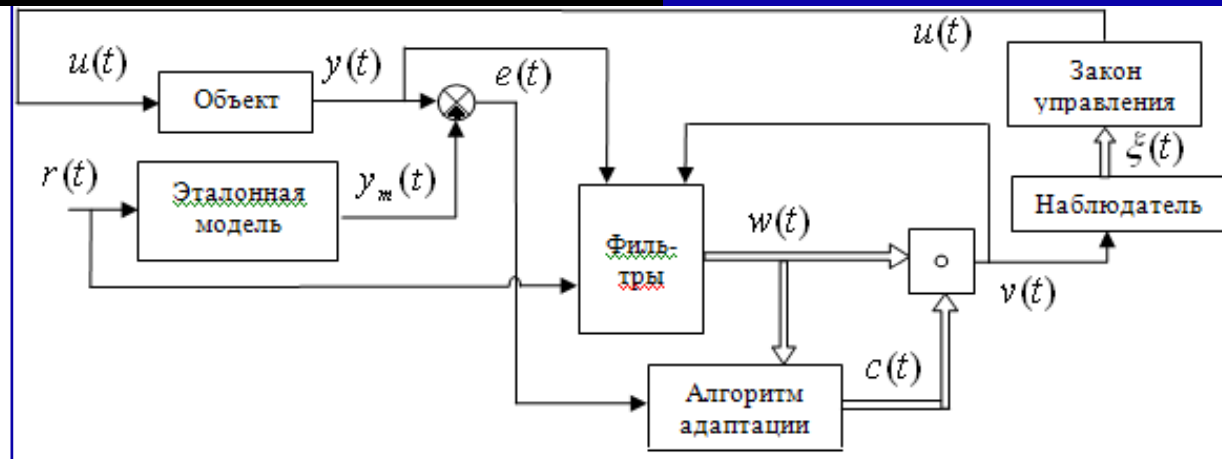 u(t)
Закон
управления
u(t)
Объект
y(t)
e(t)
ξ(t)
r(t)
Эталонная
модель
y_m(t)
Наблюдатель
Филь-
тры
w(t)
o
v(t)
Алгоритм
адаптации
c(t)